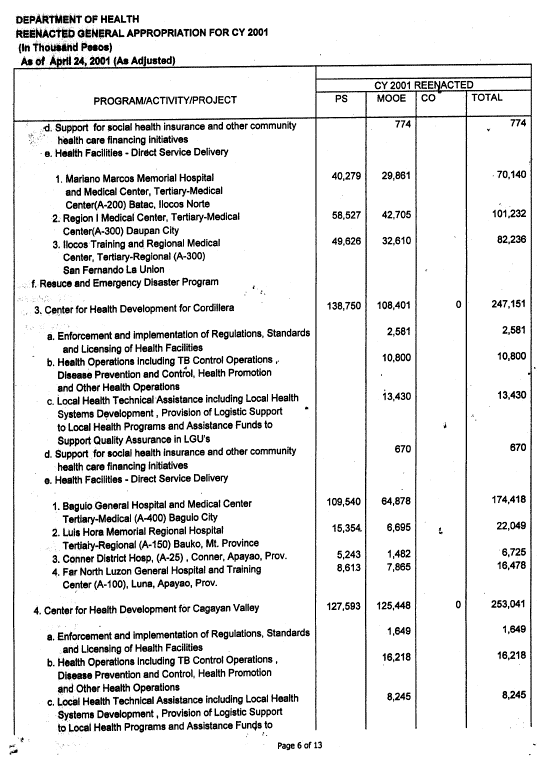 DEPARTMENT OF HEALTH
REENACTED GENERAL APPROPRIATION FOR CY 2001
(In Thousand Pesos)
As of April 24, 2001 (As Adjusted)
CY 2001 REENACTED
PROGRAM/ACTIVITY/PROJECT PS MOOE CO TOTAL
d. Support for social health insurance and other community 774 774
health care financing initiatives
e. Health Facilities - Direct Service Delivery
1. Mariano Marcos Memorial Hospital 40,279 29,861 70,140
and Medical Center, Tertiary-Medical
Center(A-200) Batac, Ilocos Norte
2. Region I Medical Center, Tertiary-Medical 58,527 42,705 101,232
Center(A-300) Daupan City
3. Ilocos Training and Regional Medical 49,626 32,610 82,236
Center, Tertiary-Regional (A-300)
San Fernando La Union
f. Resuce and Emergency Disaster Program
3. Center for Health Development for Cordillera 138,750 108,401 0 247,151
a. Enforcement and implementation of Regulations, Standards 2,581 2,581
and Licensing of Health Facilities
b. Health Operations including TB Control Operations , 10,800 10,800
Disease Prevention and Control, Health Promotion
and Other Health Operations
c. Local Health Technical Assistance including Local Health 13,430 13,430
Systems Development , Provision of Logistic Support
to Local Health Programs and Assistance Funds to
Support Quality Assurance in LGU's
d. Support for social health insurance and other community 670 670
health care financing initiatives
e. Health Facilities - Direct Service Delivery
1. Baguio General Hospital and Medical Center 109,540 64,878 174,418
Tertiary-Medical (A-400) Baguio City
2. Luis Hora Memorial Regional Hospital 15,354 6,695 22,049
Tertiaty-Regional (A-150) Bauko, Mt. Province
3. Conner District Hosp, (A-25) , Conner, Apayao, Prov. 5,243 1,482 6,725
4. Far North Luzon General Hospital and Training 8,613 7,865 16,478
Center (A-100), Luna, Apayao, Prov.
4. Center for Health Development for Cagayan Valley 127,593 125,448 0 253,041
a. Enforcement and implementation of Regulations, Standards 1,649 1,649
and Licensing of Health Facilities
b. Health Operations including TB Control Operations , 16,218 16,218
Disease Prevention and Control, Health Promotion
and Other Health Operations
c. Local Health Technical Assistance including Local Health 8,245 8,245
Systems Development , Provision of Logistic Support
to Local Health Programs and Assistance Funds to
Page 6 of 13